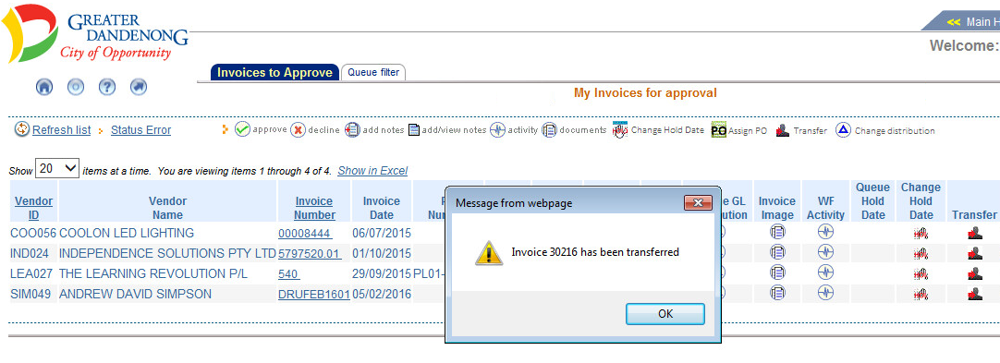 GREATER
DANDENONG
City of Opportunity
<< Main H
Welcome:
Invoices to Approve
Queue filter
My Invoices for approval
Refresh list
Status Error
approve
decline
add notes
add/view notes
activity
documents
Change Hold Date
PO Assign PO
Transfer
Change distribution
Show 20 items at a time. You are viewing items 1 through 4 of 4. Show in Excel
Vendor ID
Vendor Name
Invoice Number
Invoice Date
P
Nu
e GL
ution
Invoice Image
WF Activity
Queue Hold Date
Change Hold Date
Transfer
COO056 COOLON LED LIGHTING 00008444 06/07/2015
IND024 INDEPENDENCE SOLUTIONS PTY LTD 5797520.01 01/10/2015
LEA027 THE LEARNING REVOLUTION P/L 540 29/09/2015 PL01-
SIM049 ANDREW DAVID SIMPSON DRUFEB1601 05/02/2016
Message from webpage
Invoice 30216 has been transferred
OK